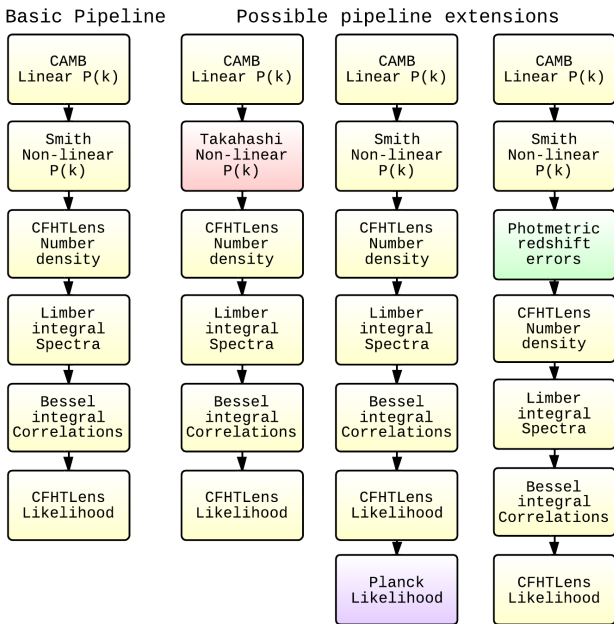 Basic Pipeline
Possible pipeline extensions
CAMB
Linear P(k)
Smith
Non-linear
P(k)
CFHTLens
Number
density
Limber
integral
Spectra
Bessel
integral
Correlations
CFHTLens
Likelihood
CAMB
Linear P(k)
Takahashi
Non-linear
P(k)
CFHTLens
Number
density
Limber
integral
Spectra
Bessel
integral
Correlations
CFHTLens
Likelihood
CAMB
Linear P(k)
Smith
Non-linear
P(k)
CFHTLens
Number
density
Limber
integral
Spectra
Bessel
integral
Correlations
CFHTLens
Likelihood
Planck
Likelihood
CAMB
Linear P(k)
Smith
Non-linear
P(k)
Photmetric
redshift
errors
CFHTLens
Number
density
Limber
integral
Spectra
Bessel
integral
Correlations
CFHTLens
Likelihood